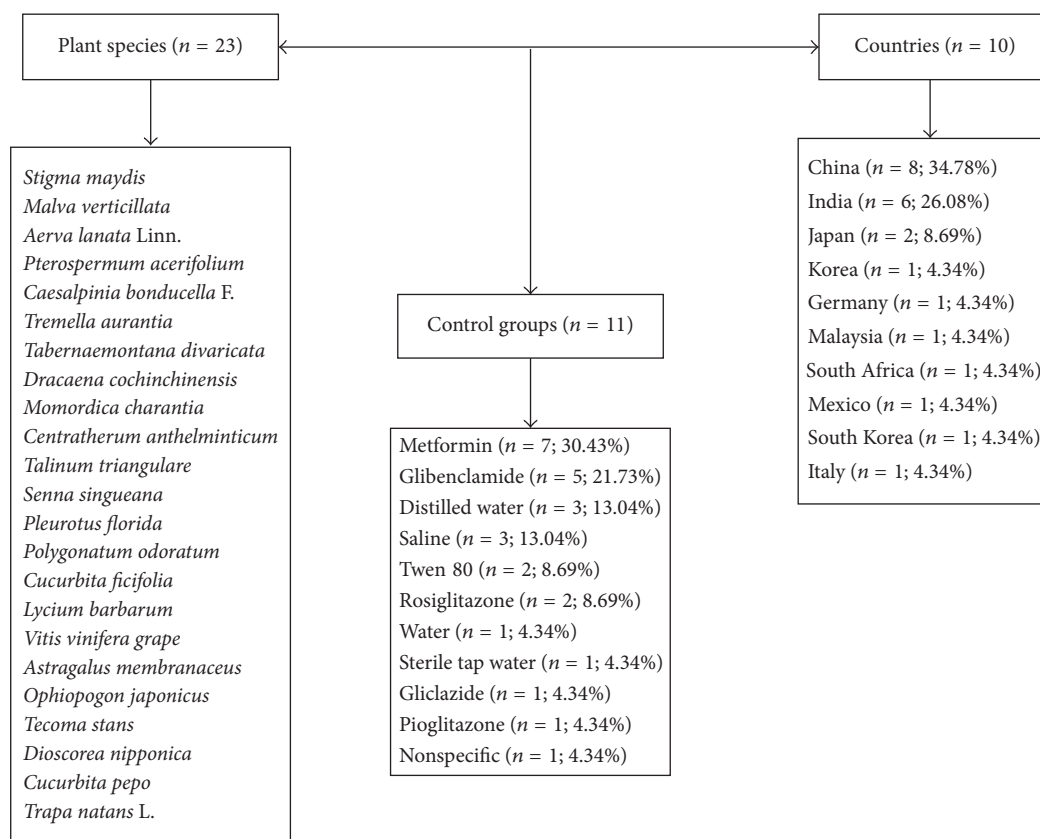 Plant species (n = 23)
Countries (n = 10)
Stigma maydis
Malva verticillata
Aerva lanata Linn.
Pterospermum acerifolium
Caesalpinia bonducella F.
Tremella aurantia
Tabernaemontana divaricata
Dracaena cochinchinensis
Momordica charantia
Centratherum anthelminticum
Talinum triangulare
Senna singueana
Pleurotus florida
Polygonatum odoratum
Cucurbita ficifolia
Lycium barbarum
Vitis vinifera grape
Astragalus membranaceus
Ophiopogon japonicus
Tecoma stans
Dioscorea nipponica
Cucurbita pepo
Trapa natans L.
Control groups (n = 11)
Metformin (n = 7; 30.43%)
Glibenclamide (n = 5; 21.73%)
Distilled water (n = 3; 13.04%)
Saline (n = 3; 13.04%)
Twen 80 (n = 2; 8.69%)
Rosiglitazone (n = 2; 8.69%)
Water (n = 1; 4.34%)
Sterile tap water (n = 1; 4.34%)
Gliclazide (n = 1; 4.34%)
Pioglitazone (n = 1; 4.34%)
Nonspecific (n = 1; 4.34%)
China (n = 8; 34.78%)
India (n = 6; 26.08%)
Japan (n = 2; 8.69%)
Korea (n = 1; 4.34%)
Germany (n = 1; 4.34%)
Malaysia (n = 1; 4.34%)
South Africa (n = 1; 4.34%)
Mexico (n = 1; 4.34%)
South Korea (n = 1; 4.34%)
Italy (n = 1; 4.34%)